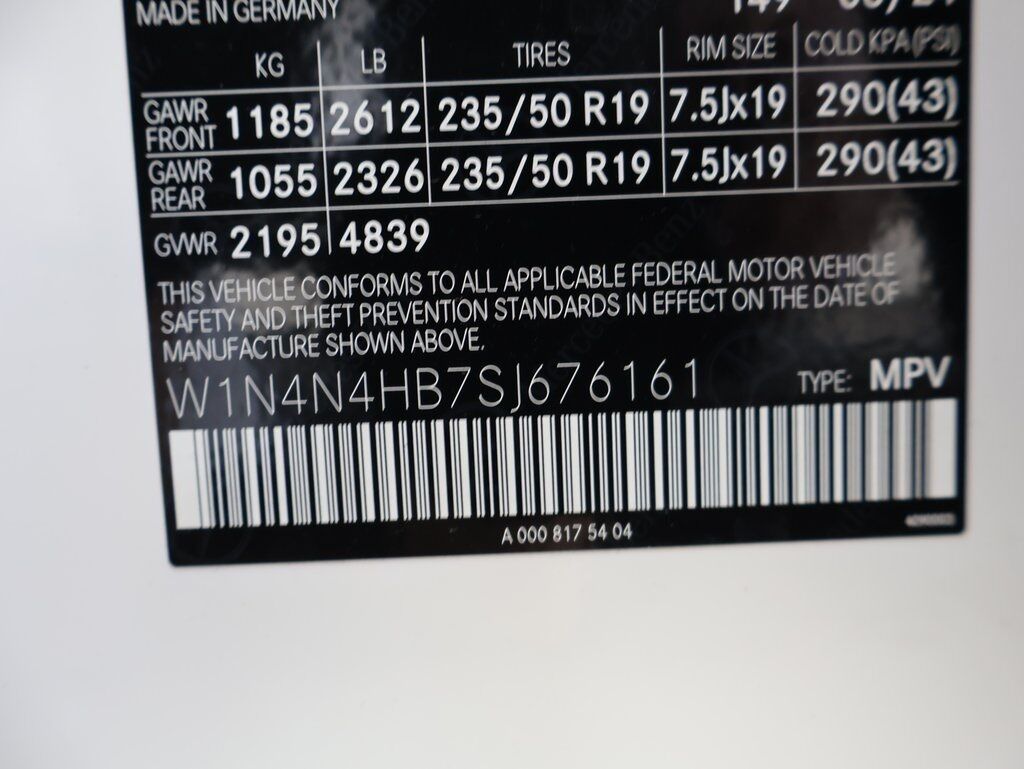 MADE IN GERMANY 149
KG LB TIRES RIM SIZE COLD KPA(PSI)
GAWR FRONT 1185 2612 235/50 R19 7.5Jx19 290(43)
GAWR REAR 1055 2326 235/50 R19 7.5Jx19 290(43)
GVWR 2195 4839
THIS VEHICLE CONFORMS TO ALL APPLICABLE FEDERAL MOTOR VEHICLE
SAFETY AND THEFT PREVENTION STANDARDS IN EFFECT ON THE DATE OF
MANUFACTURE SHOWN ABOVE.
W1N4N4HB7SJ676161 TYPE: MPV
A 000 817 54 04